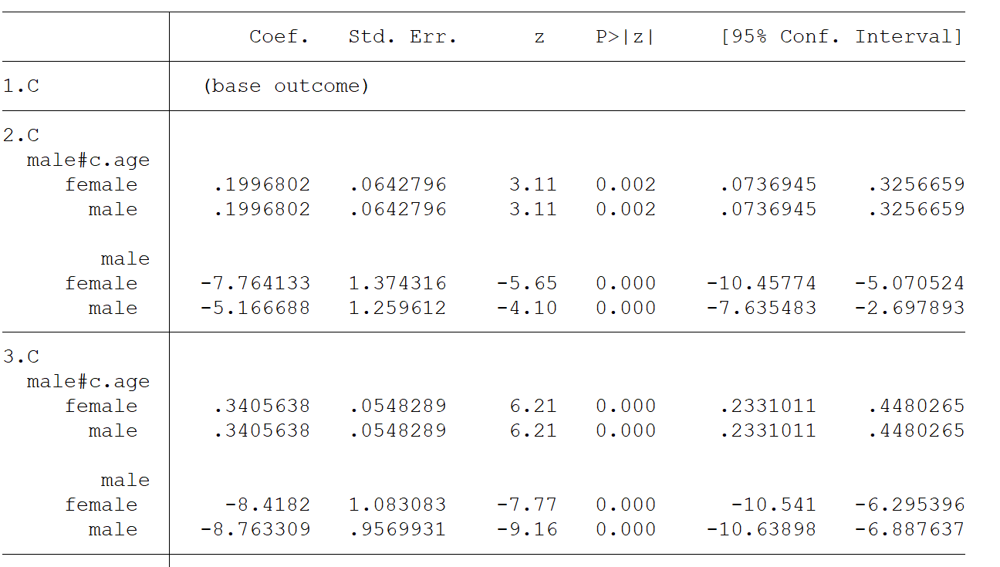 Coef. Std. Err. z P>|z| [95% Conf. Interval]
1.C (base outcome)
2.C
male#c.age
female .1996802 .0642796 3.11 0.002 .0736945 .3256659
male .1996802 .0642796 3.11 0.002 .0736945 .3256659
male
female -7.764133 1.374316 -5.65 0.000 -10.45774 -5.070524
male -5.166688 1.259612 -4.10 0.000 -7.635483 -2.697893
3.C
male#c.age
female .3405638 .0548289 6.21 0.000 .2331011 .4480265
male .3405638 .0548289 6.21 0.000 .2331011 .4480265
male
female -8.4182 1.083083 -7.77 0.000 -10.541 -6.295396
male -8.763309 .9569931 -9.16 0.000 -10.63898 -6.887637